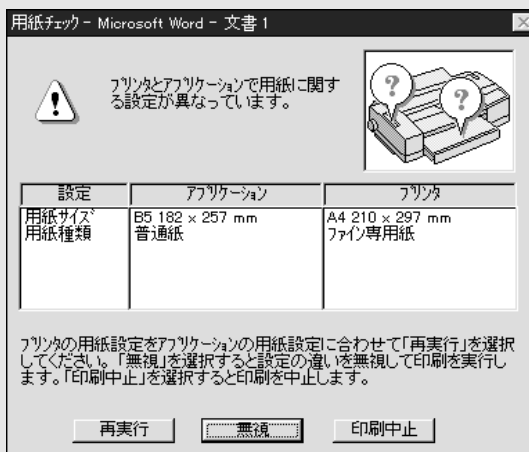 用紙ﾁｪｯｸ - Microsoft Word - 文書 1
ﾌﾟﾘﾝﾀとｱﾌﾟﾘｹｰｼｮﾝで用紙に関す
る設定が異なっています。
? ?
設定 ｱﾌﾟﾘｹｰｼｮﾝ ﾌﾟﾘﾝﾀ
用紙ｻｲｽﾞ B5 182 x 257 mm A4 210 x 297 mm
用紙種類 普通紙 ﾌｧｲﾝ専用紙
ﾌﾟﾘﾝﾀの用紙設定をｱﾌﾟﾘｹｰｼｮﾝの用紙設定に合わせて｢再実行｣を選択
してください。｢無視｣を選択すると設定の違いを無視して印刷を実行し
ます。｢印刷中止｣を選択すると印刷を中止します。
再実行 無視 印刷中止